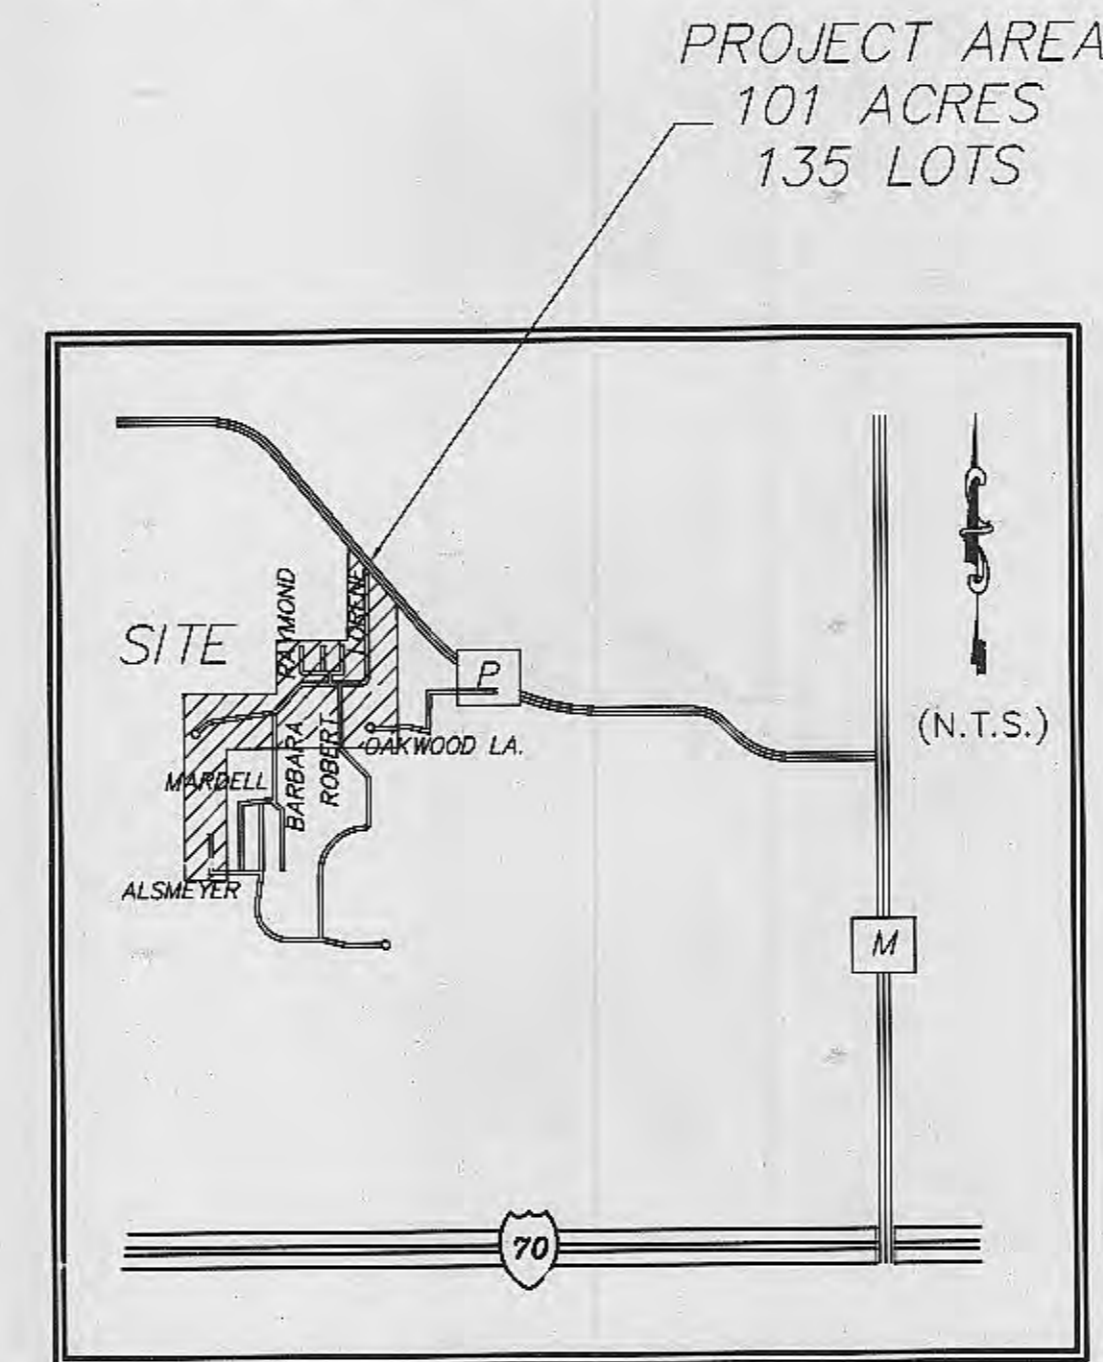 PROJECT AREA
101 ACRES
135 LOTS
RAYMOND
LORENE
SITE
P
(N.T.S.)
OAKWOOD LA.
MARDELL
BARBARA
ROBERT
ALSMEYER
M
70